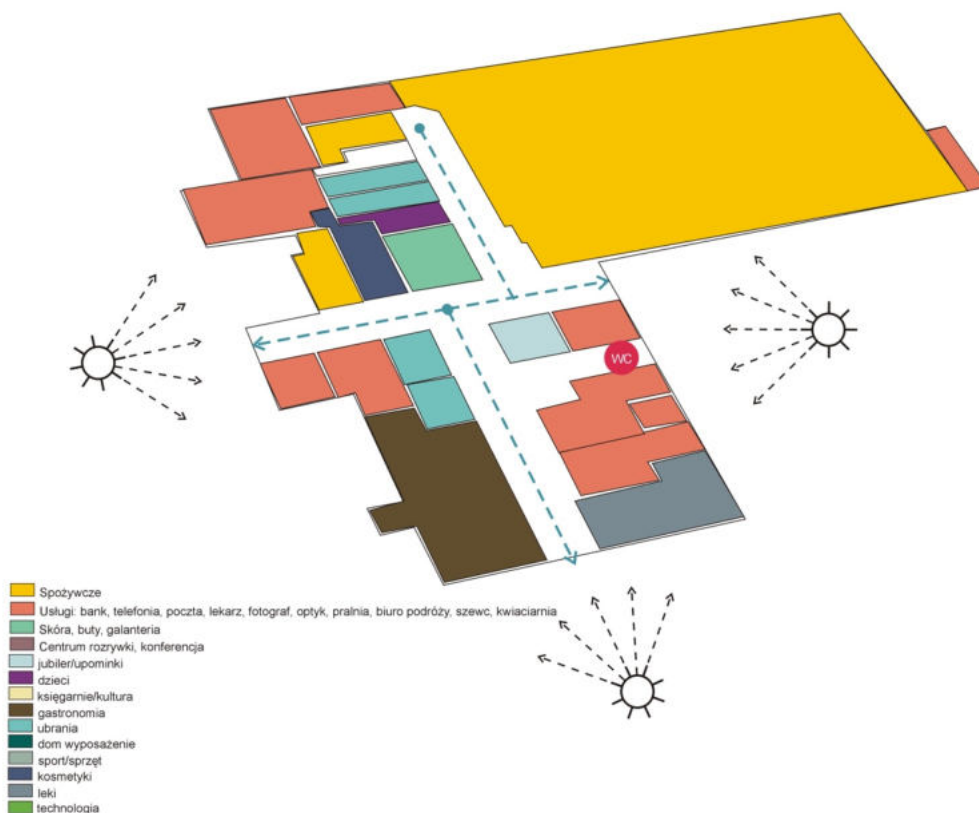 WC
Spożywcze
Usługi: bank, telefonia, poczta, lekarz, fotograf, optyk, pralnia, biuro podróży, szewc, kwiaciarnia
Skóra, buty, galanteria
Centrum rozrywki, konferencja
jubiler/upominki
dzieci
księgarnie/kultura
gastronomia
ubrania
dom wyposażenie
sport/sprzęt
kosmetyki
leki
technologia